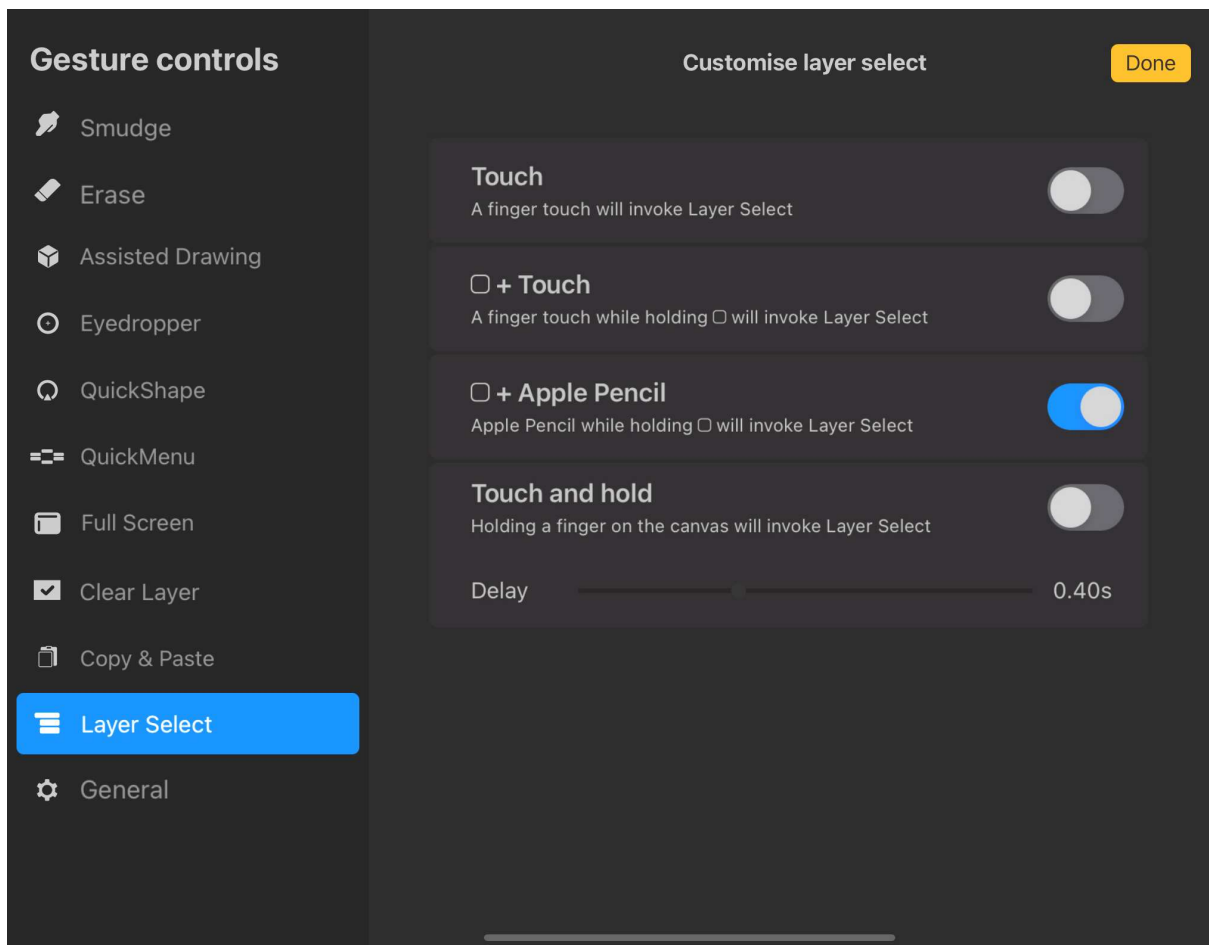 Gesture controls
Smudge
Erase
Assisted Drawing
Eyedropper
QuickShape
QuickMenu
Full Screen
Clear Layer
Copy & Paste
Layer Select
General
Customise layer select
Done
Touch
A finger touch will invoke Layer Select
▢ + Touch
A finger touch while holding ▢ will invoke Layer Select
▢ + Apple Pencil
Apple Pencil while holding ▢ will invoke Layer Select
Touch and hold
Holding a finger on the canvas will invoke Layer Select
Delay 0.40s